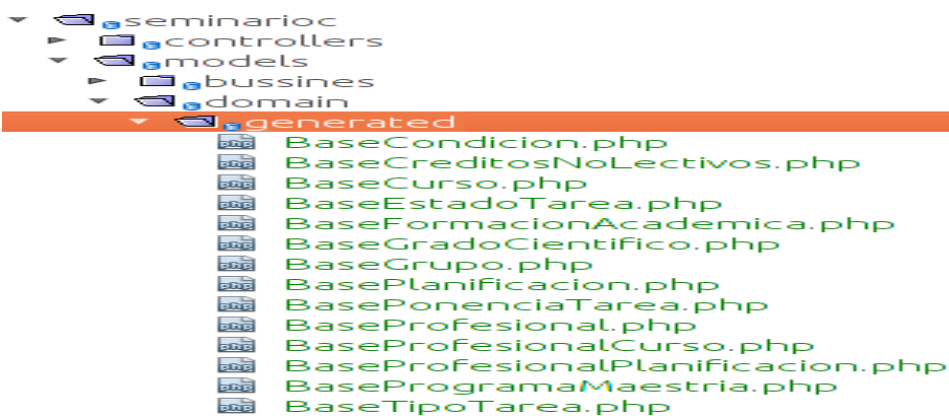 seminarioc
controllers
models
bussines
domain
generated
BaseCondicion.php
BaseCreditosNoLectivos.php
BaseCurso.php
BaseEstadoTarea.php
BaseFormacionAcademica.php
BaseGradoCientifico.php
BaseGrupo.php
BasePlanificacion.php
BasePonenciaTarea.php
BaseProfesional.php
BaseProfesionalCurso.php
BaseProfesionalPlanificacion.php
BaseProgramaMaestria.php
BaseTipoTarea.php